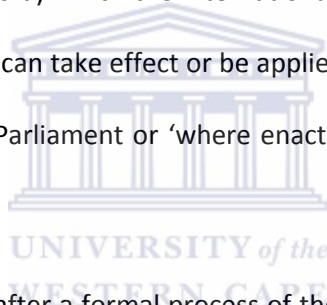 can take effect or be applie
Parliament or ‘where enact
UNIVERSITY of the
after a formal process of the
WESTERN CAPE